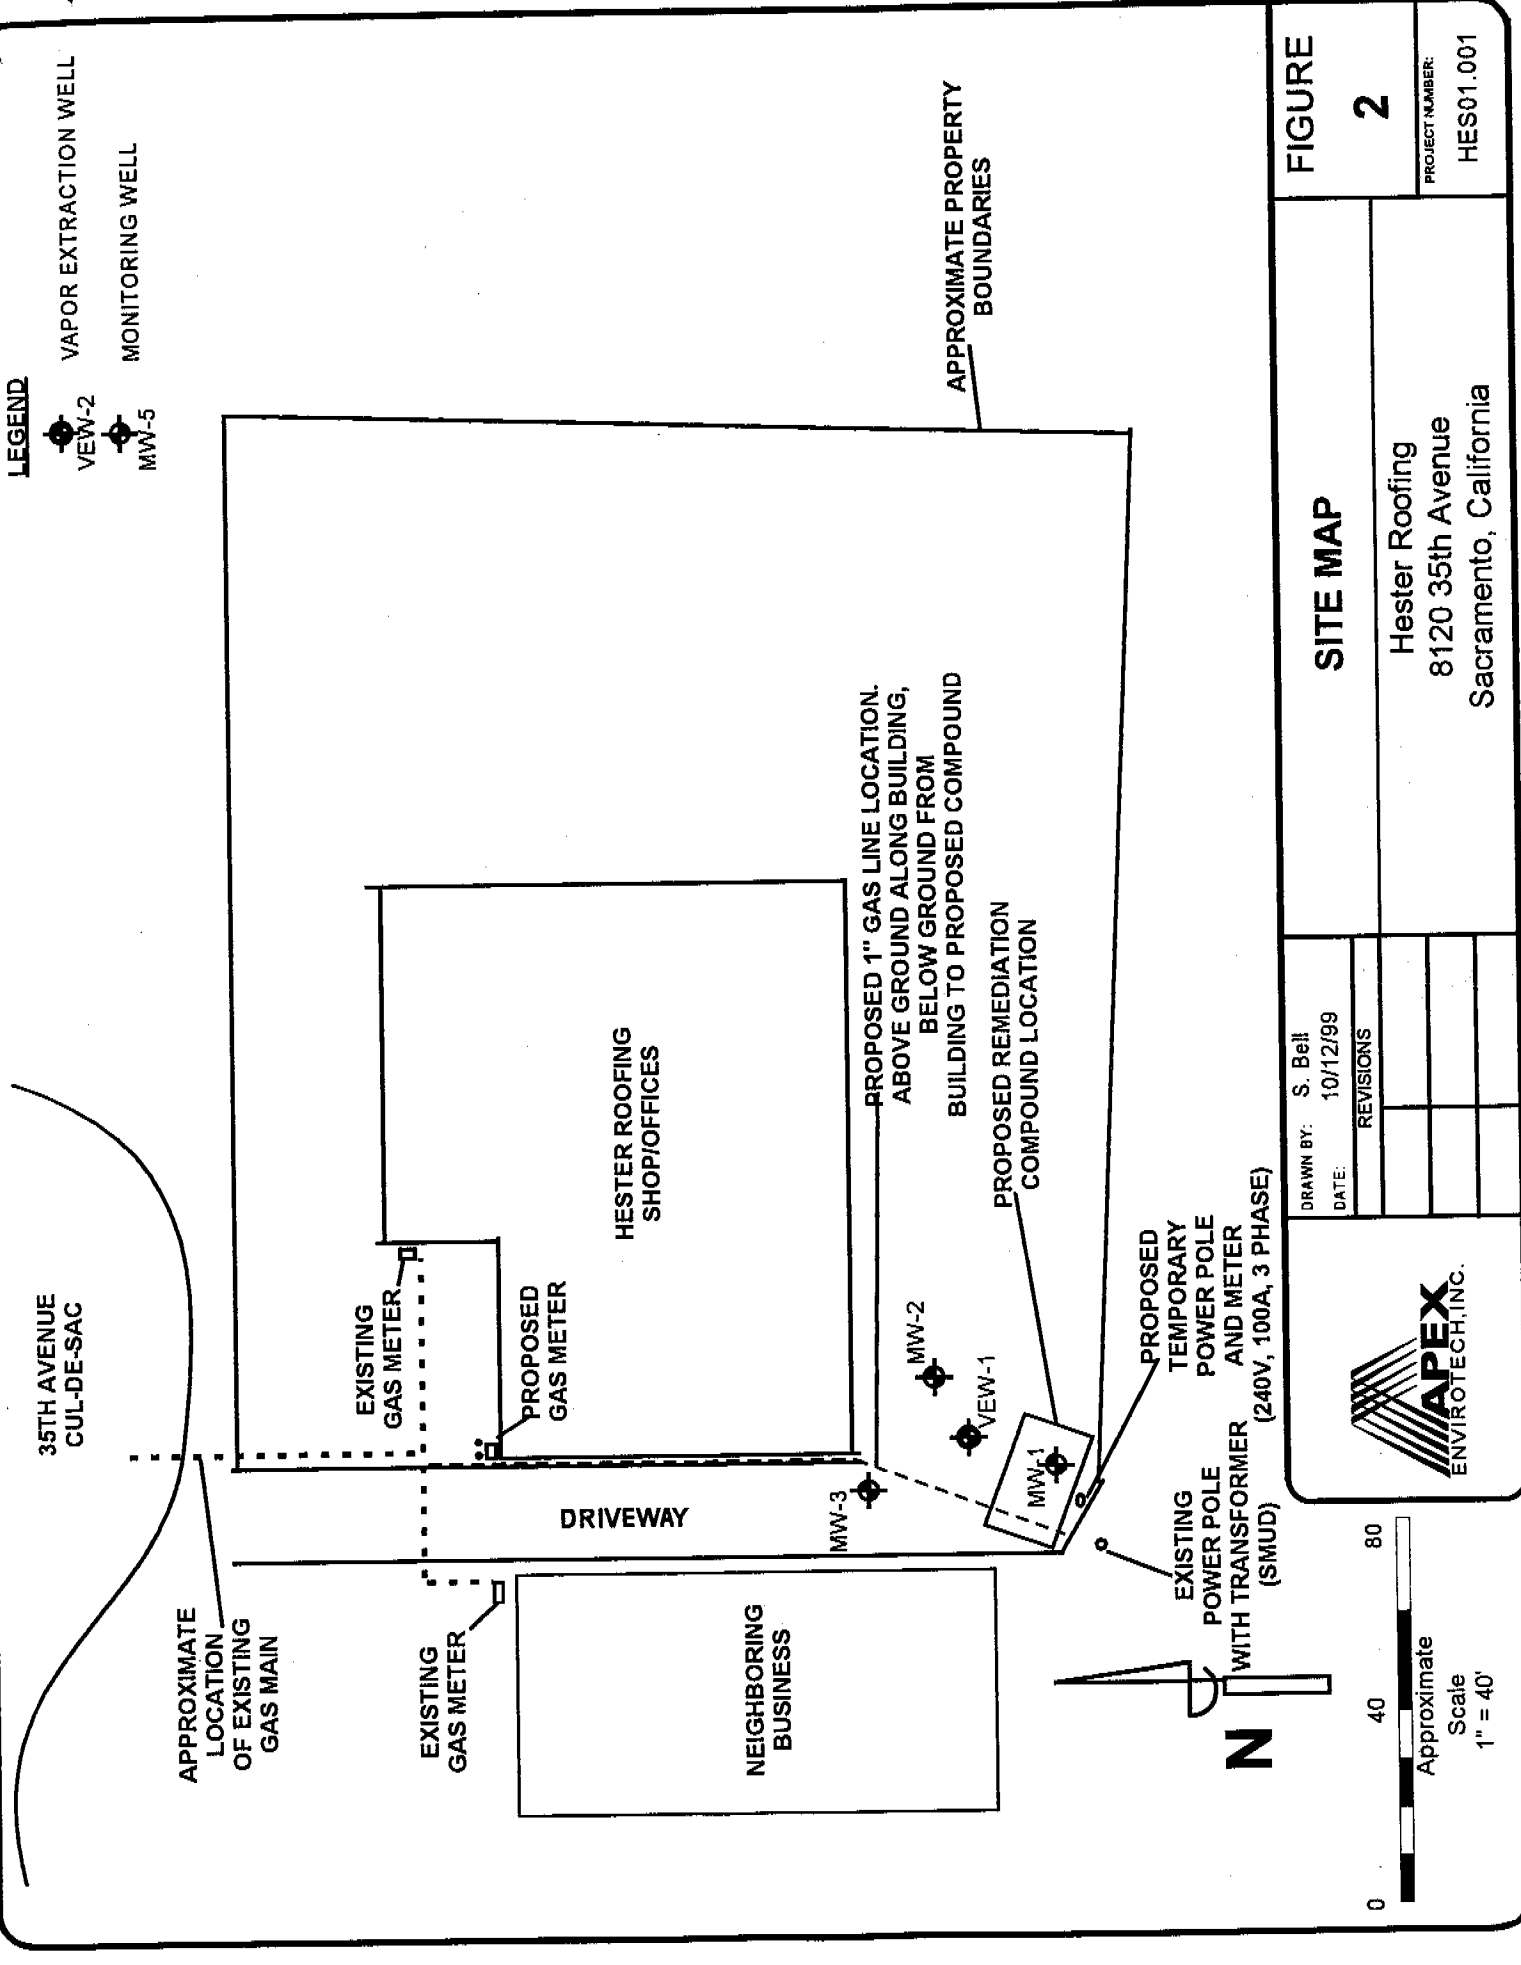 LEGEND
VEW-2
VAPOR EXTRACTION WELL
MW-5
MONITORING WELL
35TH AVENUE
CUL-DE-SAC
APPROXIMATE
LOCATION
OF EXISTING
GAS MAIN
EXISTING
GAS METER
EXISTING
GAS METER
PROPOSED
GAS METER
HESTER ROOFING
SHOP/OFFICES
DRIVEWAY
NEIGHBORING
BUSINESS
PROPOSED 1" GAS LINE LOCATION.
ABOVE GROUND ALONG BUILDING,
BELOW GROUND FROM
BUILDING TO PROPOSED COMPOUND
APPROXIMATE PROPERTY
BOUNDARIES
MW-3
MW-2
VEW-1
MW-1
PROPOSED REMEDIATION
COMPOUND LOCATION
PROPOSED
TEMPORARY
POWER POLE
AND METER
(240V, 100A, 3 PHASE)
EXISTING
POWER POLE
WITH TRANSFORMER
(SMUD)
N
0
40
80
Approximate
Scale
1" = 40'
APEX
ENVIROTECH, INC.
DRAWN BY: S. Bell
DATE: 10/12/99
REVISIONS
SITE MAP
Hester Roofing
8120 35th Avenue
Sacramento, California
FIGURE
2
PROJECT NUMBER:
HES01.001